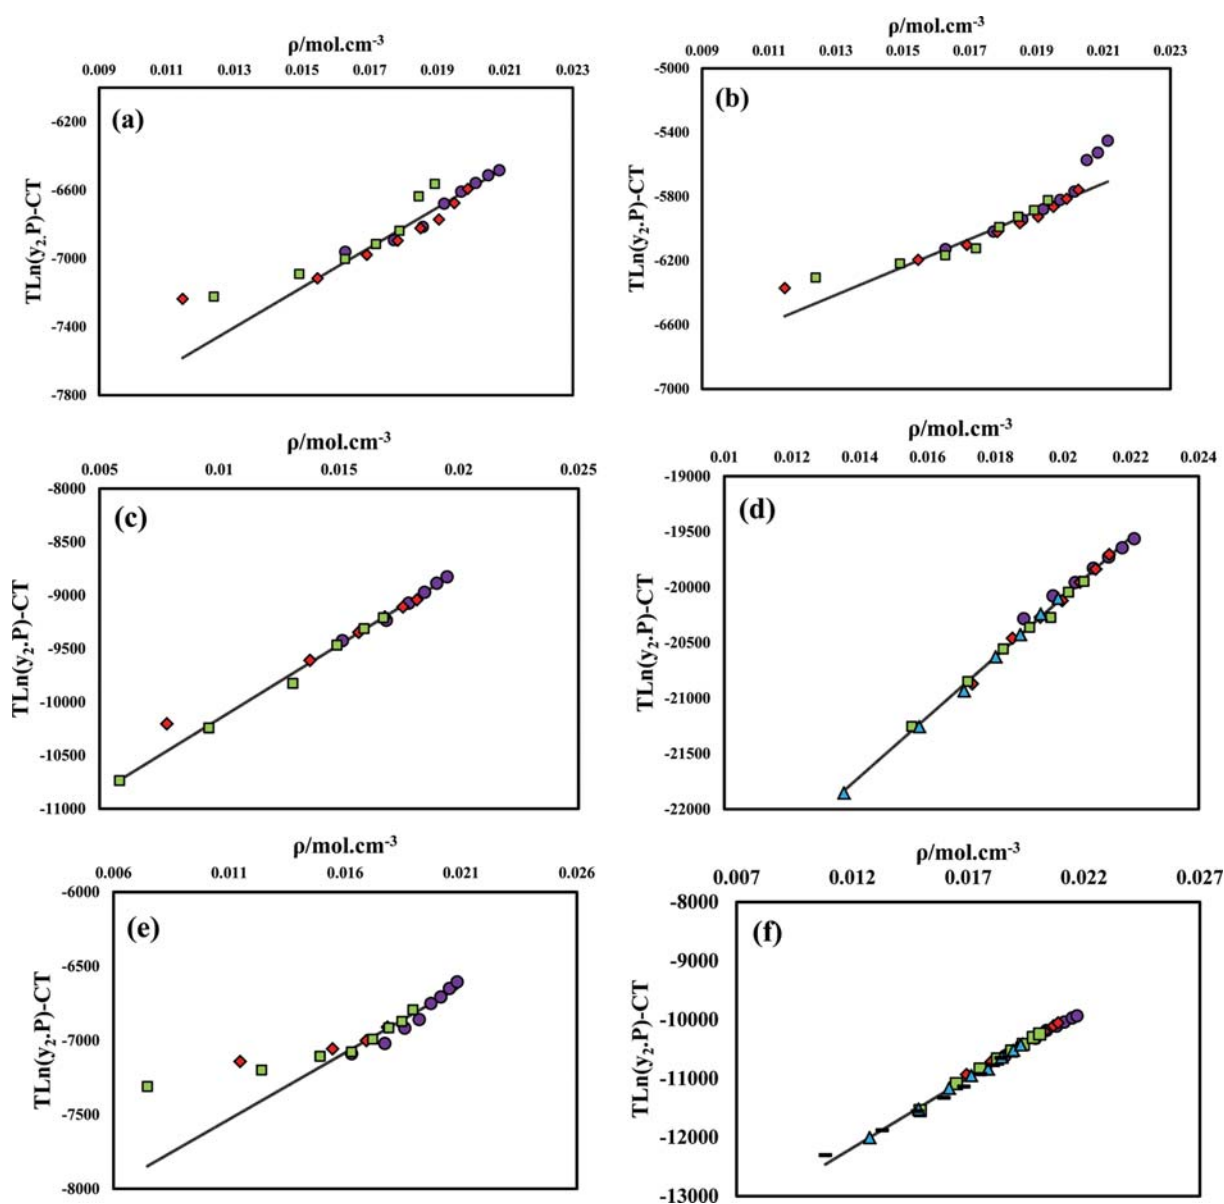 ρ/mol.cm-3
0.009 0.011 0.013 0.015 0.017 0.019 0.021 0.023
(a)
-6200
-6600
-7000
-7400
-7800
TLn(y2.P)-CT
ρ/mol.cm-3
0.009 0.011 0.013 0.015 0.017 0.019 0.021 0.023
(b)
-5000
-5400
-5800
-6200
-6600
-7000
TLn(y2.P)-CT
ρ/mol.cm-3
0.005 0.01 0.015 0.02 0.025
(c)
-8000
-8500
-9000
-9500
-10000
-10500
-11000
TLn(y2.P)-CT
ρ/mol.cm-3
0.01 0.012 0.014 0.016 0.018 0.02 0.022 0.024
(d)
-19000
-19500
-20000
-20500
-21000
-21500
-22000
TLn(y2.P)-CT
ρ/mol.cm-3
0.006 0.011 0.016 0.021 0.026
(e)
-6000
-6500
-7000
-7500
-8000
TLn(y2.P)-CT
ρ/mol.cm-3
0.007 0.012 0.017 0.022 0.027
(f)
-8000
-9000
-10000
-11000
-12000
-13000
TLn(y2.P)-CT